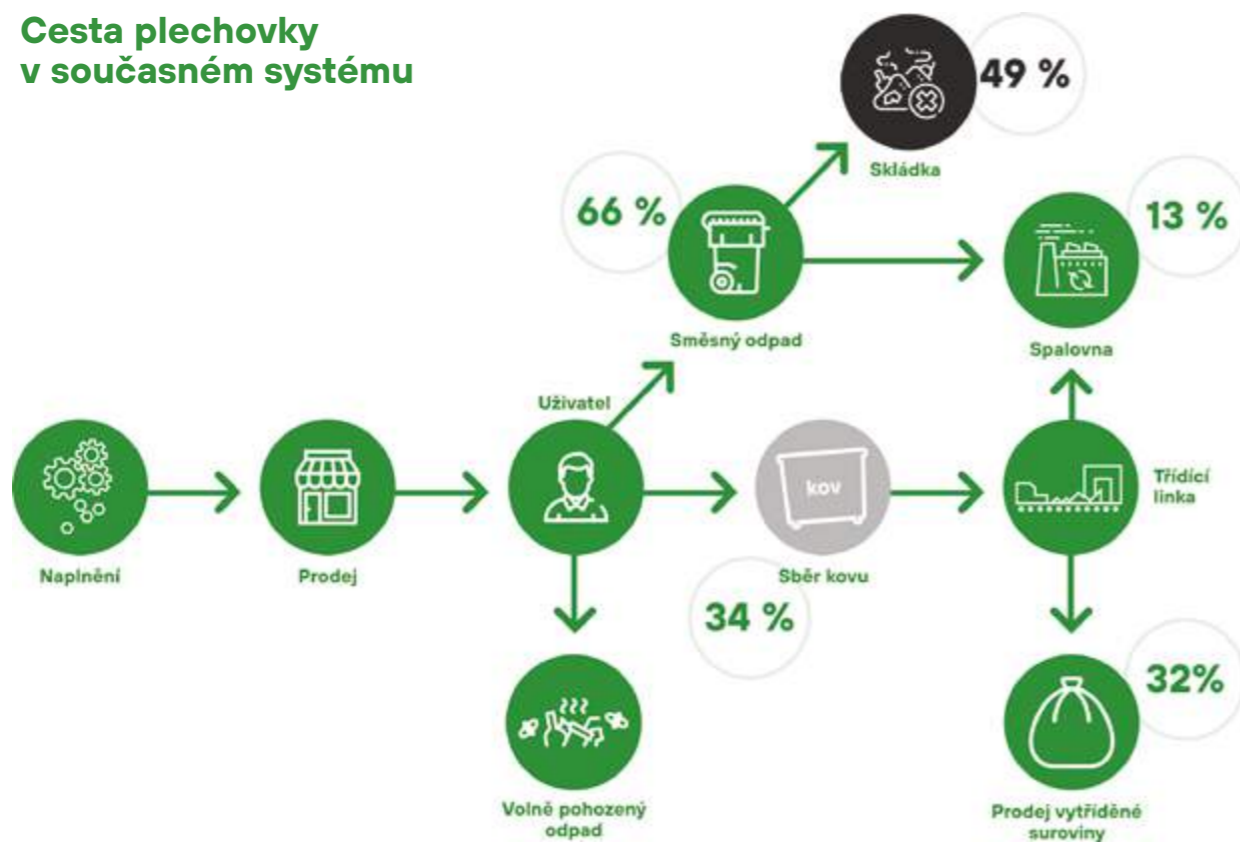 Cesta plechovky
v současném systému
49 %
Skládka
66 %
13 %
Směsný odpad
Spalovna
Uživatel
kov
Třídící
linka
Naplnění
Prodej
Sběr kovu
34 %
32%
Volně pohozený
odpad
Prodej vytříděné
suroviny